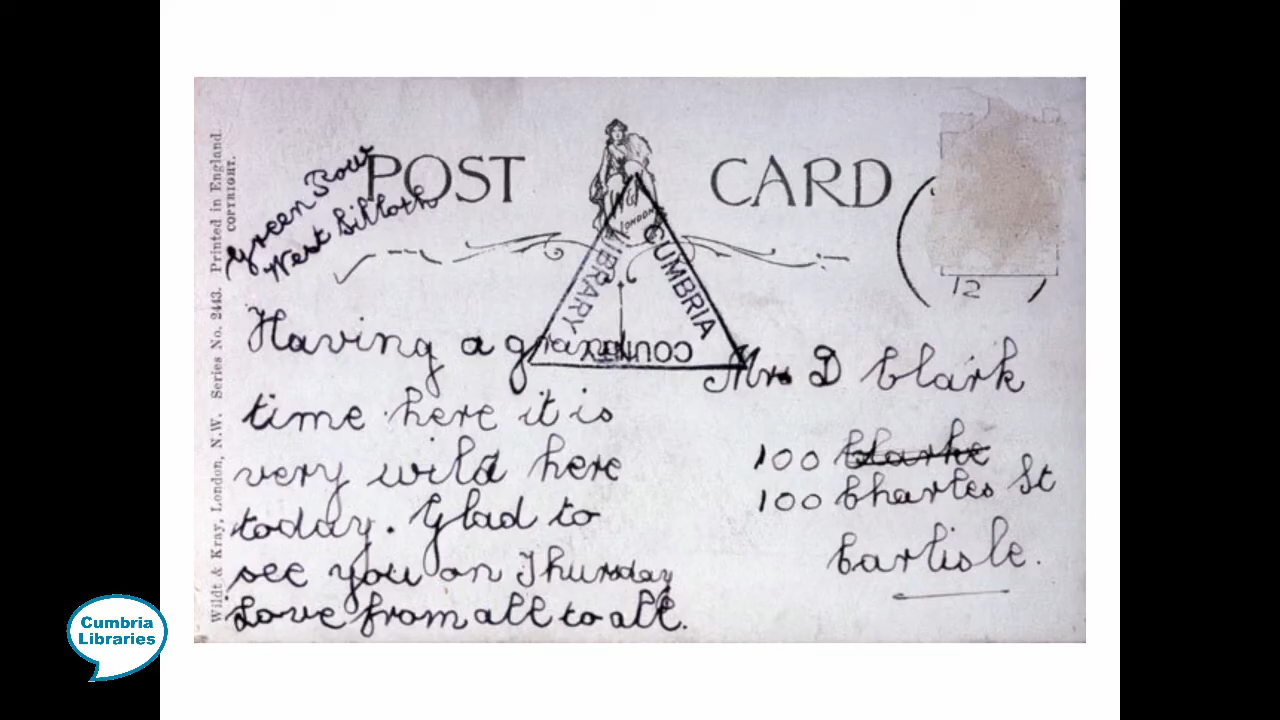 POST CARD
Green Row
West Silloth
LONDON
CUMBRIA
COUNTY
LIBRARY
12
Having a grand
time here it is
very wild here
today. Glad to
see you on Thursday
Love from all to all.
Mr. D Clark
100 Clarke
100 Charles St
Carlisle.
Wildt & Kray, London, N.W. Series No. 2443. Printed in England.
COPYRIGHT.
Cumbria
Libraries